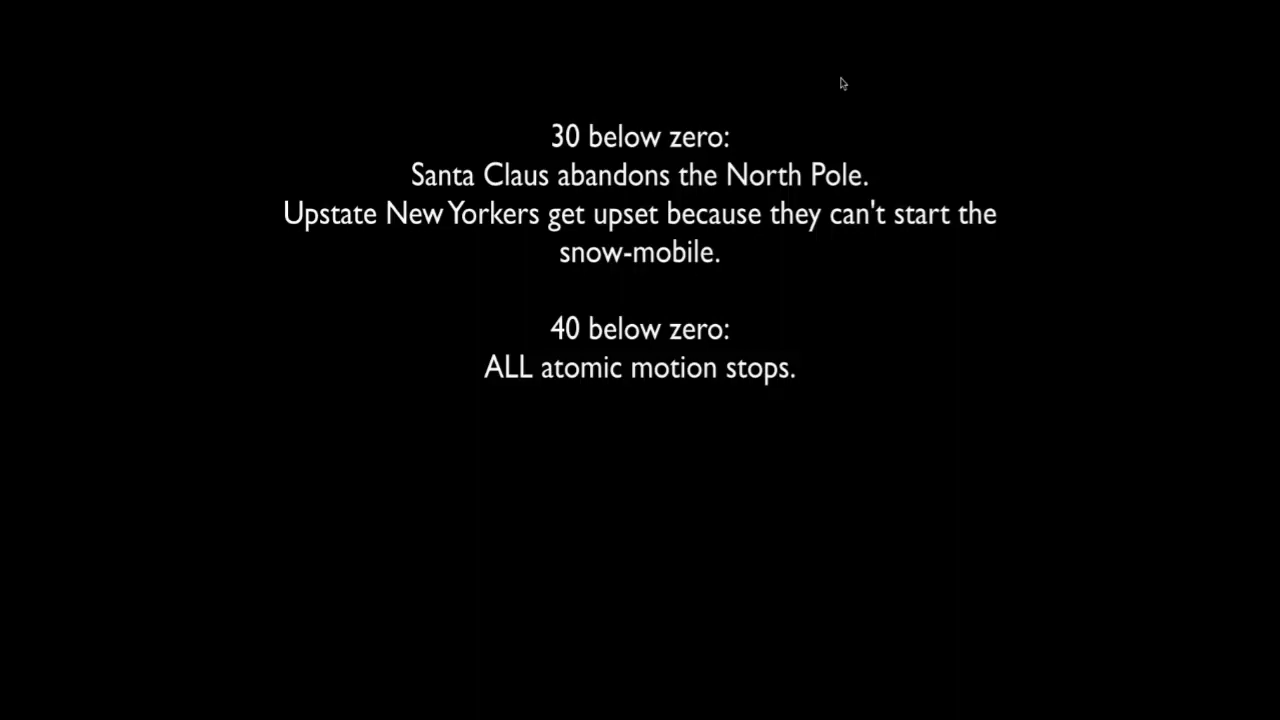 30 below zero:
Santa Claus abandons the North Pole.
Upstate New Yorkers get upset because they can't start the
snow-mobile.
40 below zero:
ALL atomic motion stops.